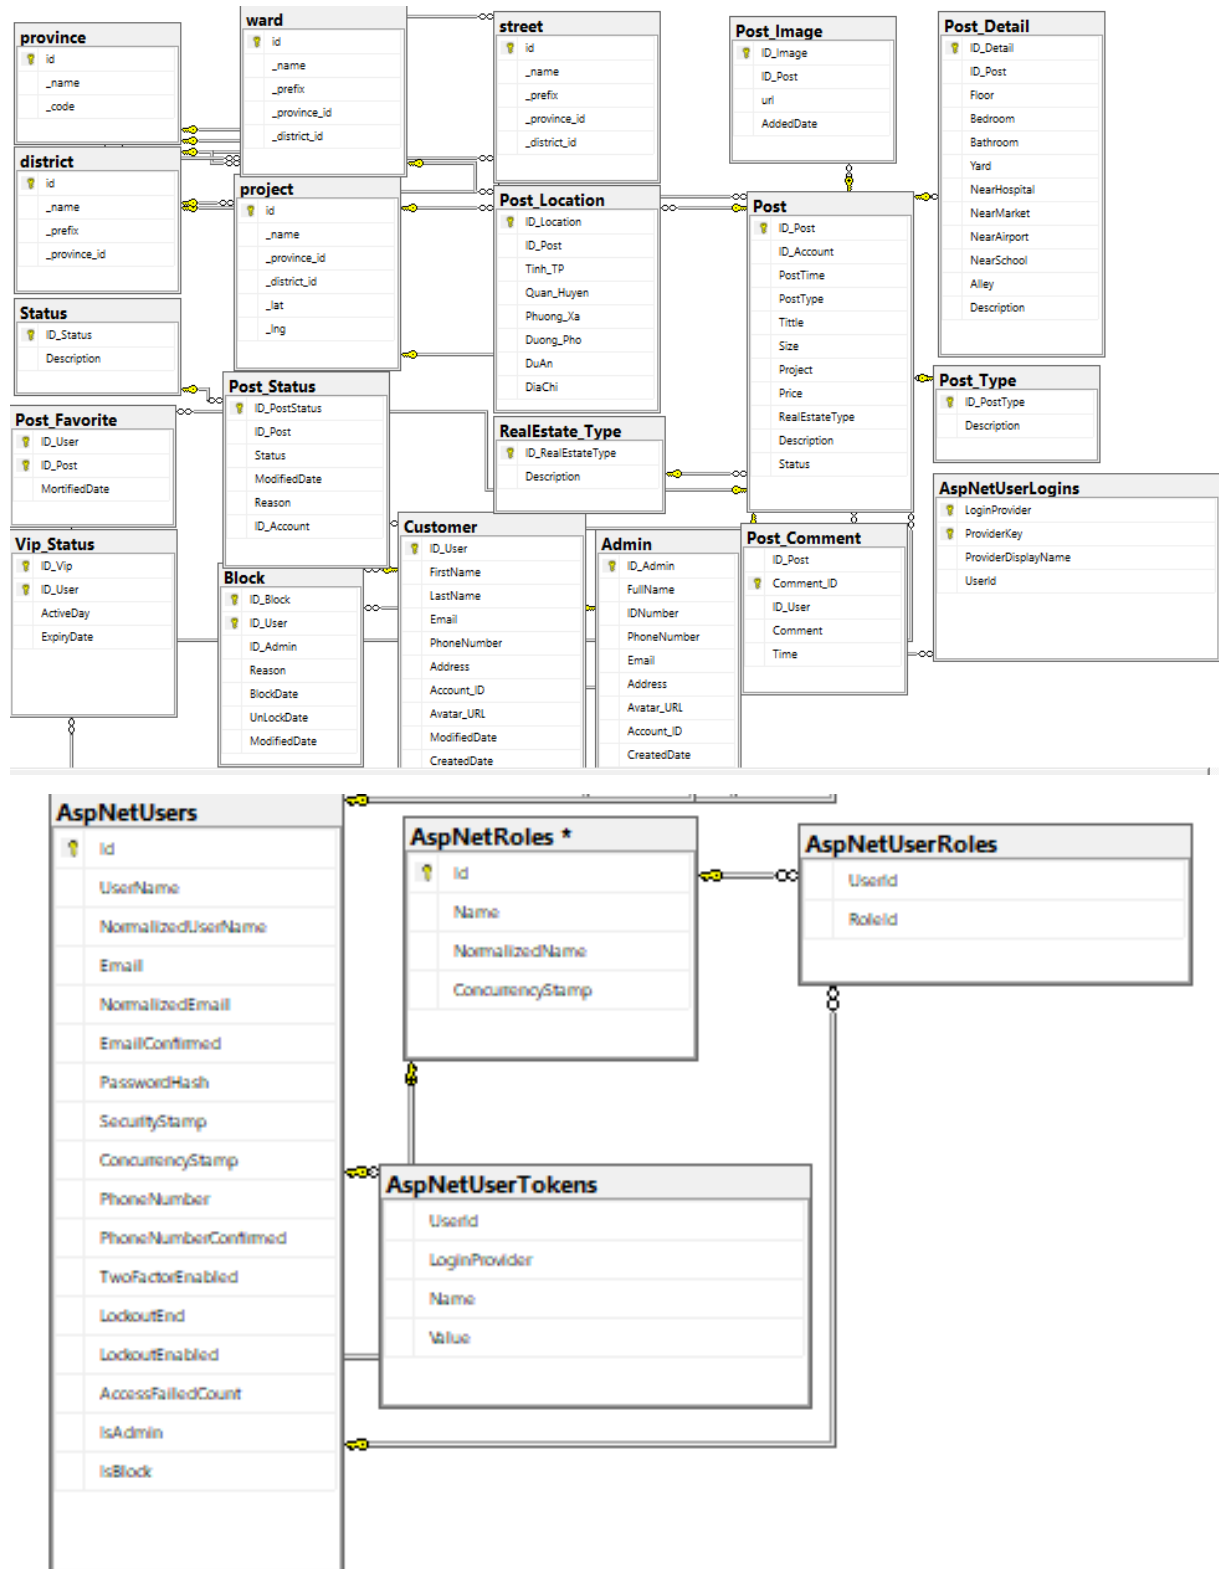 province
id
_name
_code
ward
id
_name
_prefix
_province_id
_district_id
street
id
_name
_prefix
_province_id
_district_id
Post_Image
ID_Image
ID_Post
url
AddedDate
Post_Detail
ID_Detail
ID_Post
Floor
Bedroom
Bathroom
Yard
NearHospital
NearMarket
NearAirport
NearSchool
Alley
Description
district
id
_name
_prefix
_province_id
project
id
_name
_province_id
_district_id
_lat
_lng
Post_Location
ID_Location
ID_Post
Tinh_TP
Quan_Huyen
Phuong_Xa
Duong_Pho
DuAn
DiaChi
Post
ID_Post
ID_Account
PostTime
PostType
Tittle
Size
Project
Price
RealEstateType
Description
Status
Status
ID_Status
Description
Post_Status
ID_PostStatus
ID_Post
Status
ModifiedDate
Reason
ID_Account
Post_Type
ID_PostType
Description
Post_Favorite
ID_User
ID_Post
MortifiedDate
RealEstate_Type
ID_RealEstateType
Description
AspNetUserLogins
LoginProvider
ProviderKey
ProviderDisplayName
UserId
Vip_Status
ID_Vip
ID_User
ActiveDay
ExpiryDate
Block
ID_Block
ID_User
ID_Admin
Reason
BlockDate
UnLockDate
ModifiedDate
Customer
ID_User
FirstName
LastName
Email
PhoneNumber
Address
Account_ID
Avatar_URL
ModifiedDate
CreatedDate
Admin
ID_Admin
FullName
IDNumber
PhoneNumber
Email
Address
Avatar_URL
Account_ID
CreatedDate
Post_Comment
ID_Post
Comment_ID
ID_User
Comment
Time
AspNetUsers
Id
UserName
NormalizedUserName
Email
NormalizedEmail
EmailConfirmed
PasswordHash
SecurityStamp
ConcurrencyStamp
PhoneNumber
PhoneNumberConfirmed
TwoFactorEnabled
LockoutEnd
LockoutEnabled
AccessFailedCount
IsAdmin
IsBlock
AspNetRoles *
Id
Name
NormalizedName
ConcurrencyStamp
AspNetUserRoles
UserId
RoleId
AspNetUserTokens
UserId
LoginProvider
Name
Value